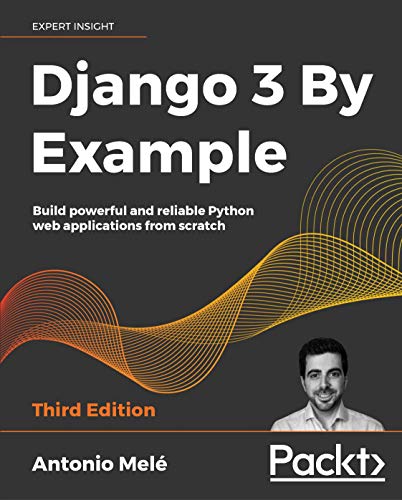 EXPERT INSIGHT
Django 3 By
Example
Build powerful and reliable Python
web applications from scratch
Third Edition
Antonio Melé
Packt>